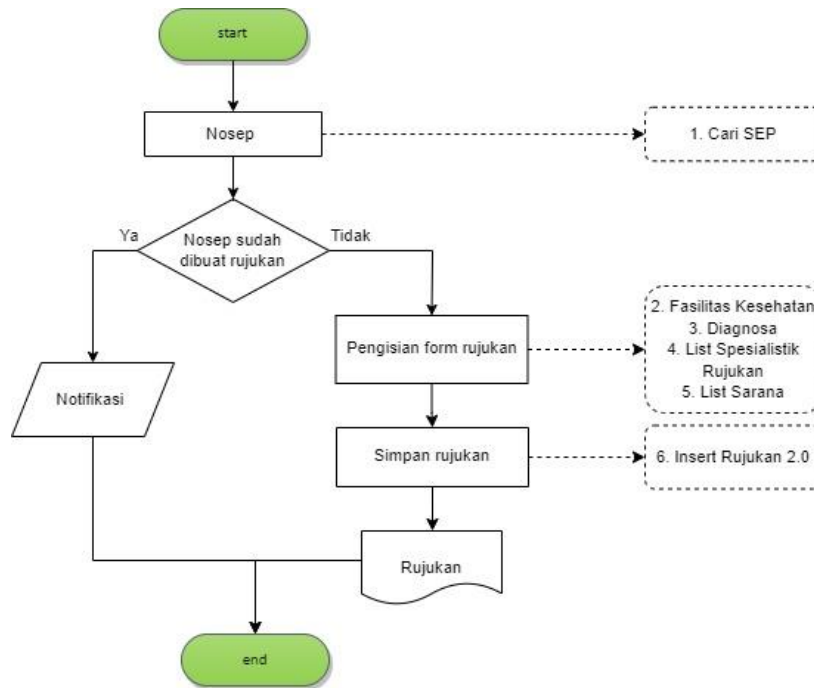 start
Nosep
1. Cari SEP
Ya
Nosep sudah
dibuat rujukan
Tidak
Pengisian form rujukan
2. Fasilitas Kesehatan
3. Diagnosa
4. List Spesialistik
Rujukan
5. List Sarana
Notifikasi
Simpan rujukan
6. Insert Rujukan 2.0
Rujukan
end